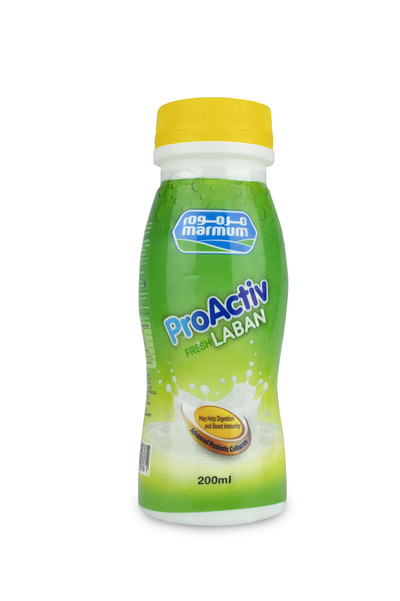 مرموم
marmum
ProActiv
FRESH LABAN
May Help Digestion
and Boost Immunity
Advanced Probiotic Cultures
200ml